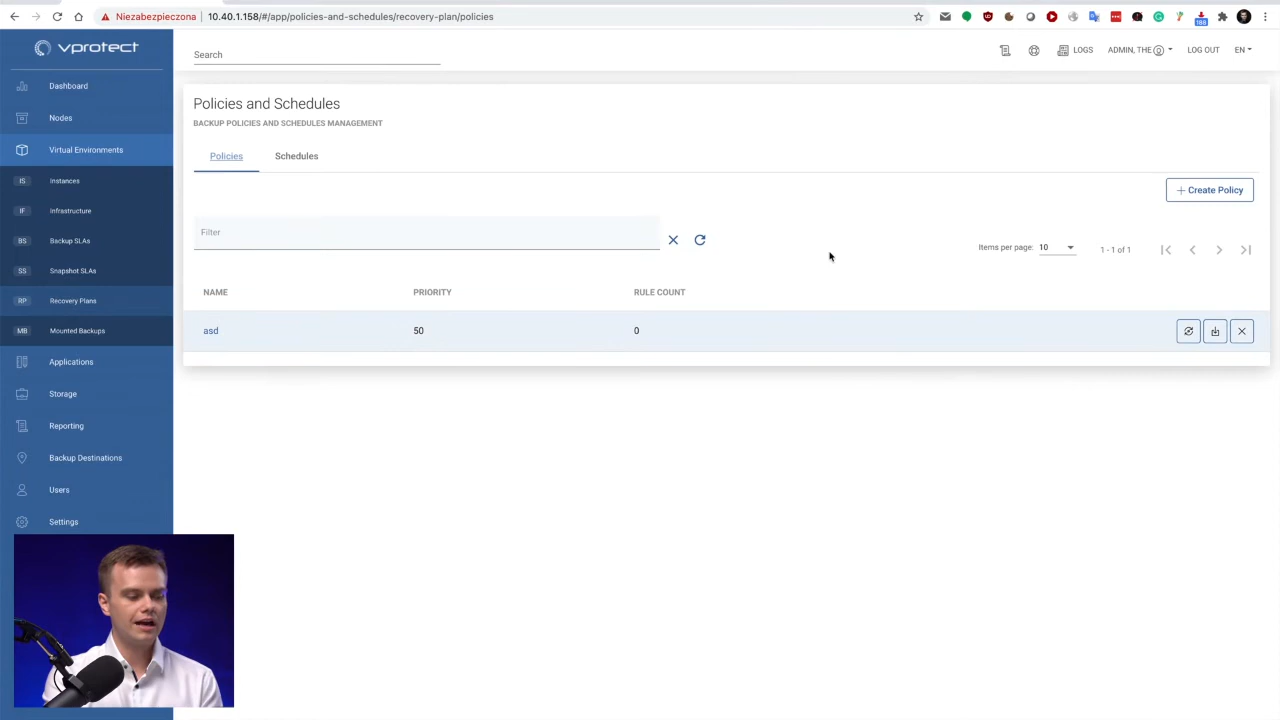 Niezabezpieczona 10.40.1.158/#/app/policies-and-schedules/recovery-plan/policies
188
vprotect
Search
LOGS
ADMIN, THE
LOG OUT
EN
Dashboard
Nodes
Virtual Environments
IS Instances
IF Infrastructure
BS Backup SLAs
SS Snapshot SLAs
RP Recovery Plans
MB Mounted Backups
Applications
Storage
Reporting
Backup Destinations
Users
Settings
Policies and Schedules
BACKUP POLICIES AND SCHEDULES MANAGEMENT
Policies Schedules
Create Policy
Filter
Items per page: 10 1 - 1 of 1
NAME PRIORITY RULE COUNT
asd 50 0